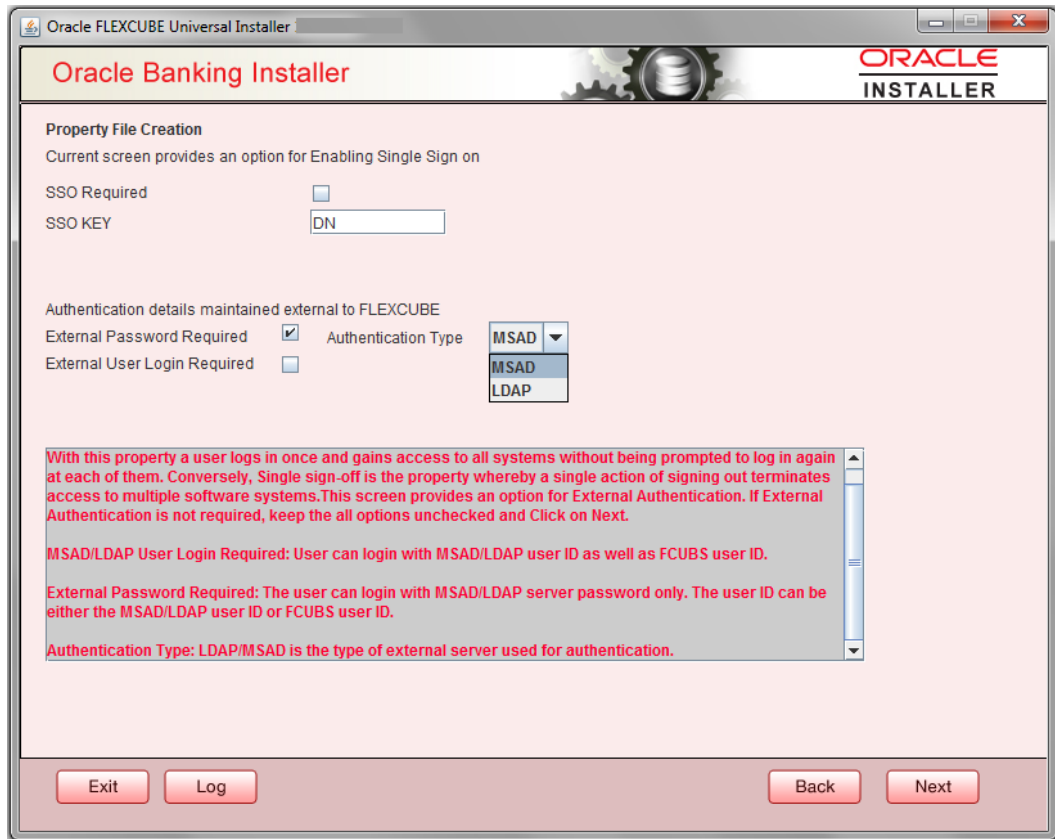 Oracle FLEXCUBE Universal Installer
Oracle Banking Installer
ORACLE
INSTALLER
Property File Creation
Current screen provides an option for Enabling Single Sign on
SSO Required
SSO KEY DN
Authentication details maintained external to FLEXCUBE
External Password Required Authentication Type MSAD
External User Login Required MSAD
LDAP
With this property a user logs in once and gains access to all systems without being prompted to log in again
at each of them. Conversely, Single sign-off is the property whereby a single action of signing out terminates
access to multiple software systems.This screen provides an option for External Authentication. If External
Authentication is not required, keep the all options unchecked and Click on Next.
MSAD/LDAP User Login Required: User can login with MSAD/LDAP user ID as well as FCUBS user ID.
External Password Required: The user can login with MSAD/LDAP server password only. The user ID can be
either the MSAD/LDAP user ID or FCUBS user ID.
Authentication Type: LDAP/MSAD is the type of external server used for authentication.
Exit Log Back Next